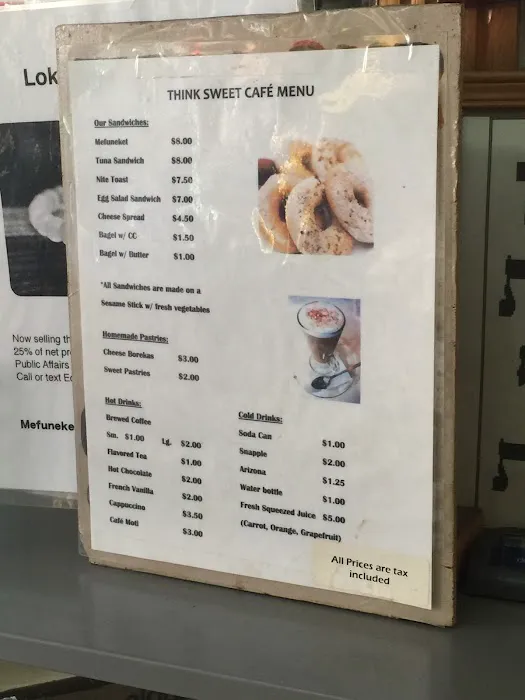 Lok
Now selling th
25% of net pr
Public Affairs
Call or text E
Mefuneke
THINK SWEET CAFÉ MENU
Our Sandwiches:
Mefuneket $8.00
Tuna Sandwich $8.00
Nite Toast $7.50
Egg Salad Sandwich $7.00
Cheese Spread $4.50
Bagel w/ CC $1.50
Bagel w/ Butter $1.00
*All Sandwiches are made on a
Sesame Stick w/ fresh vegetables
Homemade Pastries:
Cheese Borekas $3.00
Sweet Pastries $2.00
Hot Drinks:
Brewed Coffee
Sm. $1.00 Lg. $2.00
Flavored Tea $1.00
Hot Chocolate $2.00
French Vanilla $2.00
Cappuccino $3.50
Café Moti $3.00
Cold Drinks:
Soda Can $1.00
Snapple $2.00
Arizona $1.25
Water bottle $1.00
Fresh Squeezed Juice $5.00
(Carrot, Orange, Grapefruit)
All Prices are tax
included